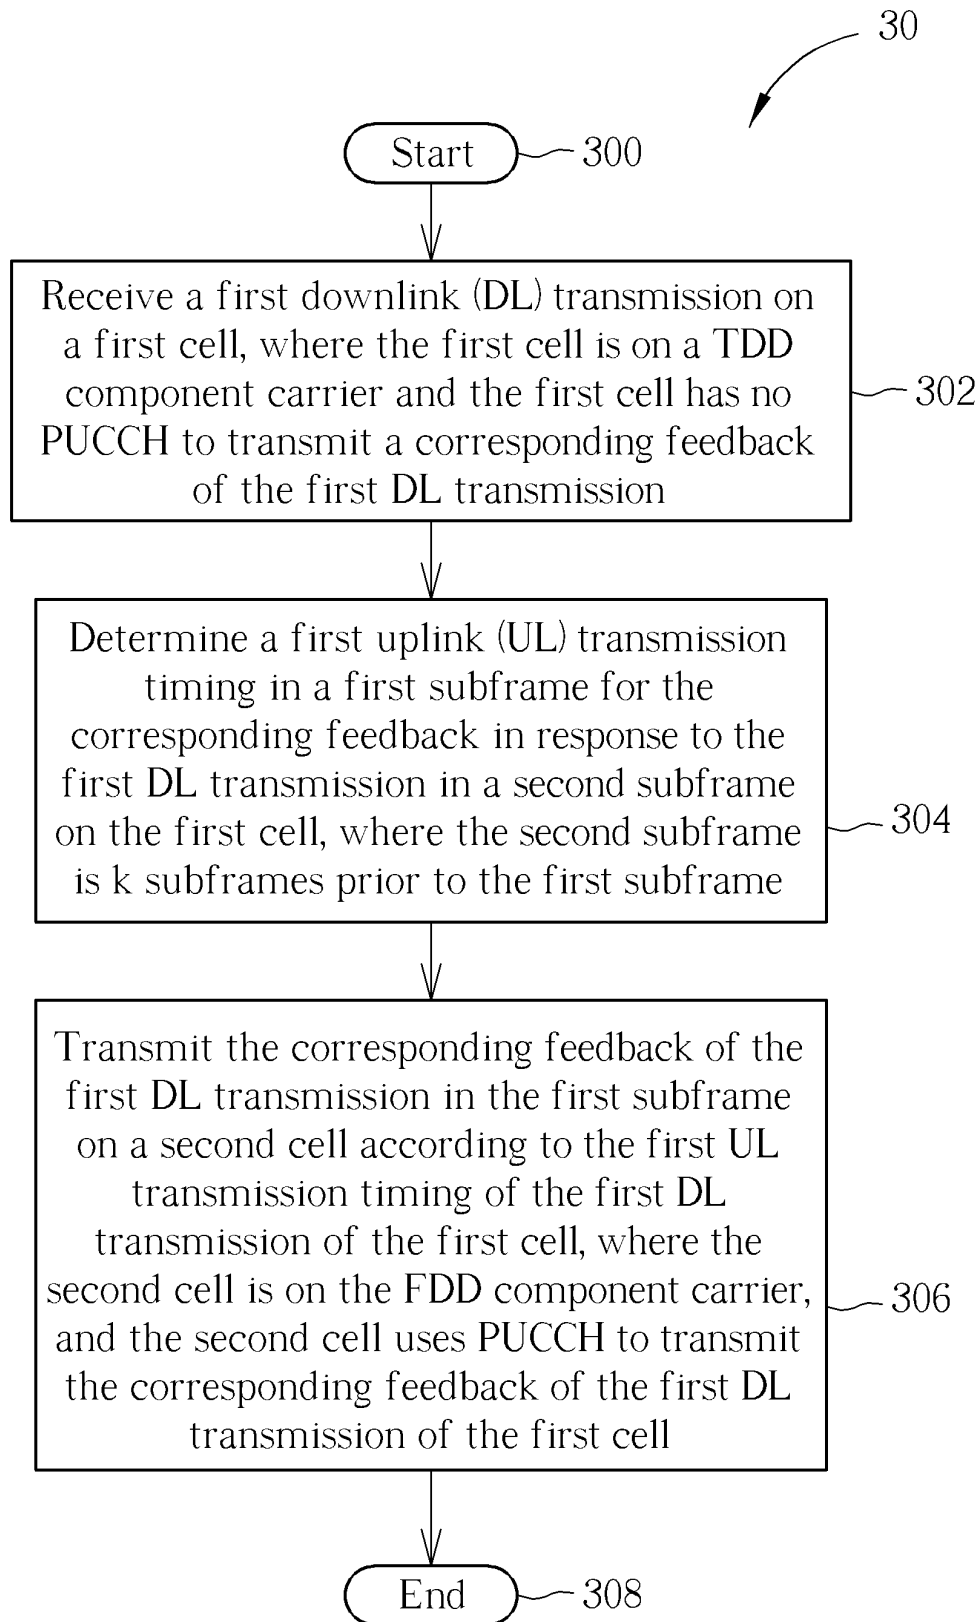 30
Start
300
Receive a first downlink (DL) transmission on
a first cell, where the first cell is on a TDD
component carrier and the first cell has no
PUCCH to transmit a corresponding feedback
of the first DL transmission
302
Determine a first uplink (UL) transmission
timing in a first subframe for the
corresponding feedback in response to the
first DL transmission in a second subframe
on the first cell, where the second subframe
is k subframes prior to the first subframe
304
Transmit the corresponding feedback of the
first DL transmission in the first subframe
on a second cell according to the first UL
transmission timing of the first DL
transmission of the first cell, where the
second cell is on the FDD component carrier,
and the second cell uses PUCCH to transmit
the corresponding feedback of the first DL
transmission of the first cell
306
End
308